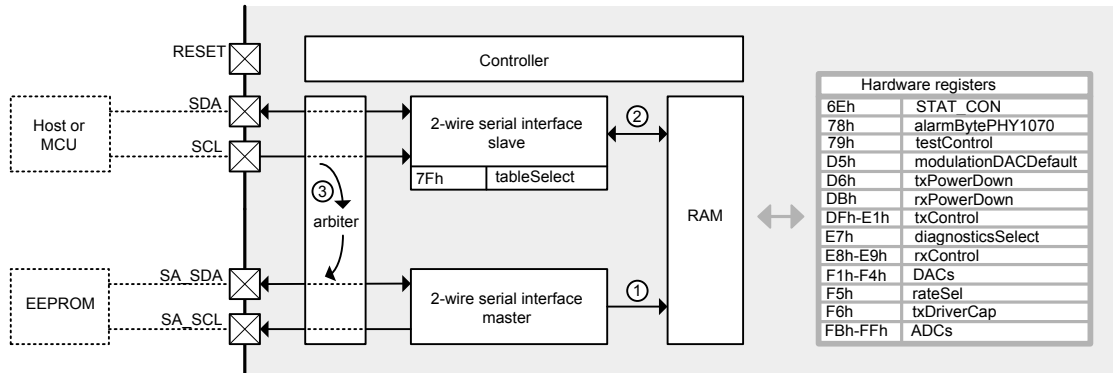 RESET
Controller
Host or
MCU
SDA
SCL
2-wire serial interface
slave
7Fh tableSelect
2
3
arbiter
RAM
EEPROM
SA_SDA
SA_SCL
2-wire serial interface
master
1
Hardware registers
6Eh STAT_CON
78h alarmBytePHY1070
79h testControl
D5h modulationDACDefault
D6h txPowerDown
DBh rxPowerDown
DFh-E1h txControl
E7h diagnosticsSelect
E8h-E9h rxControl
F1h-F4h DACs
F5h rateSel
F6h txDriverCap
FBh-FFh ADCs